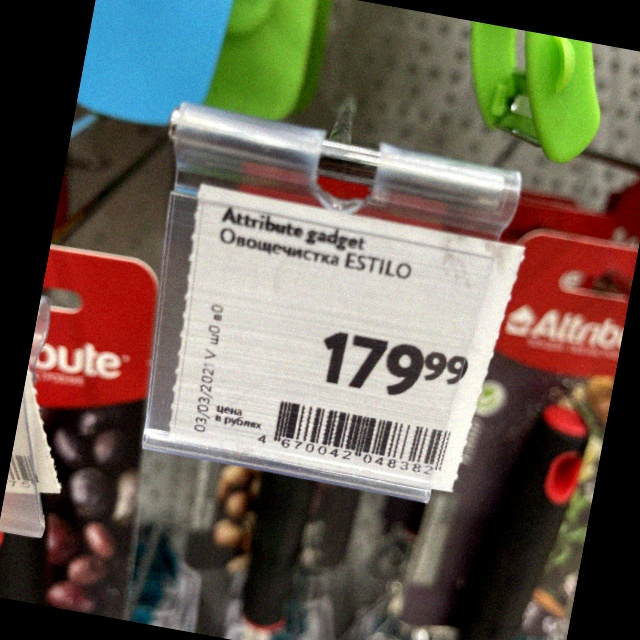 Attribute gadget
Овощечистка ESTILO
179⁹⁹
03/03/2021 V ш0 в0
цена
в рублях
4 670042 048382
bute
Attrib